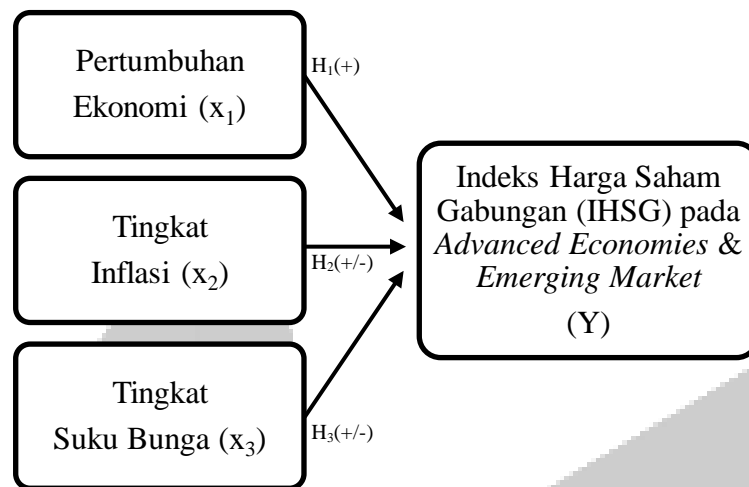 Pertumbuhan
Ekonomi (x₁)
H₁(+)
Tingkat
Inflasi (x₂)
H₂(+/-)
Tingkat
Suku Bunga (x₃)
H₃(+/-)
Indeks Harga Saham
Gabungan (IHSG) pada
Advanced Economies &
Emerging Market
(Y)